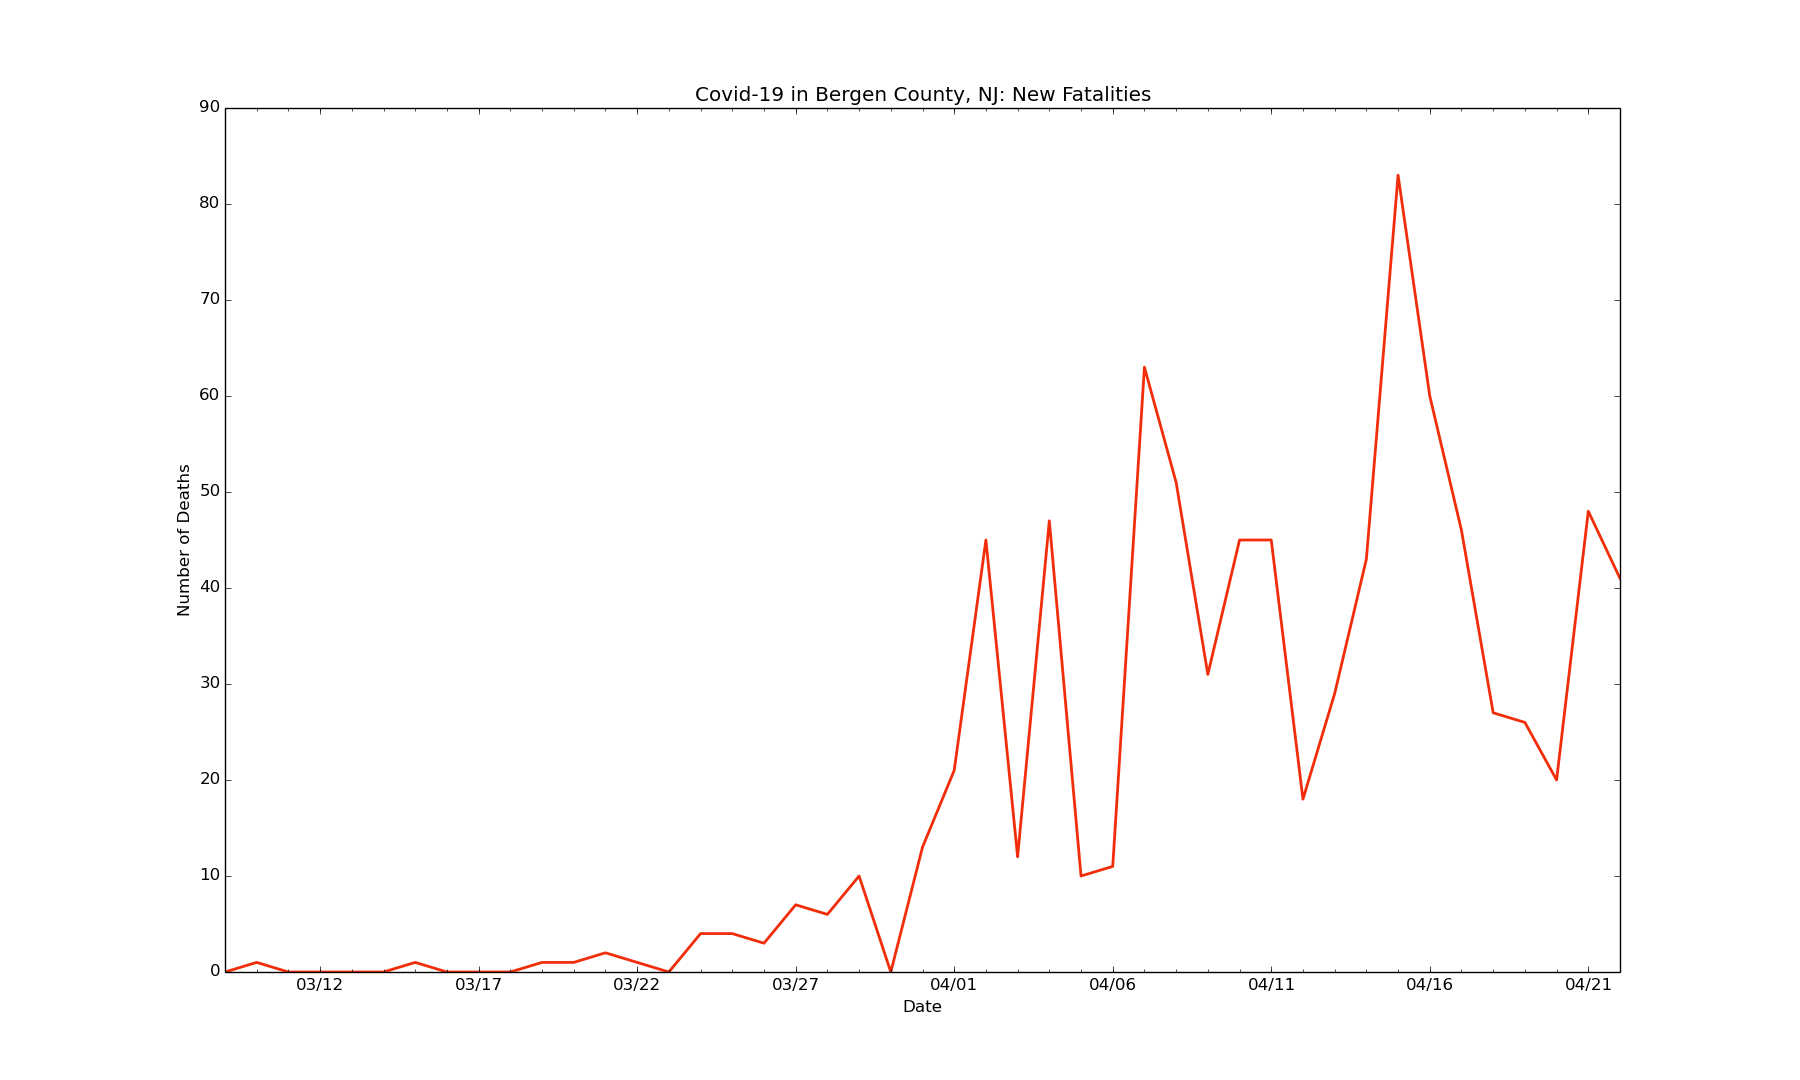 Covid-19 in Bergen County, NJ: New Fatalities
90
80
70
60
50
40
30
20
10
0
Number of Deaths
03/12 03/17 03/22 03/27 04/01 04/06 04/11 04/16 04/21
Date